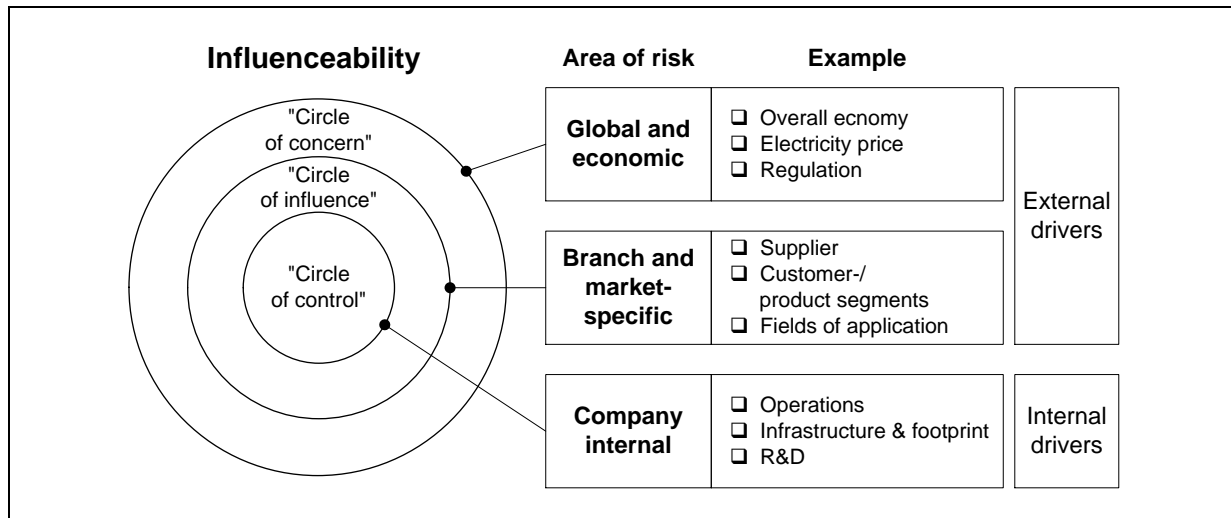 Influenceability
Area of risk
Example
"Circle
of concern"
"Circle
of influence"
"Circle
of control"
Global and
economic
❑ Overall ecnomy
❑ Electricity price
❑ Regulation
Branch and
market-
specific
❑ Supplier
❑ Customer-/
product segments
❑ Fields of application
External
drivers
Company
internal
❑ Operations
❑ Infrastructure & footprint
❑ R&D
Internal
drivers